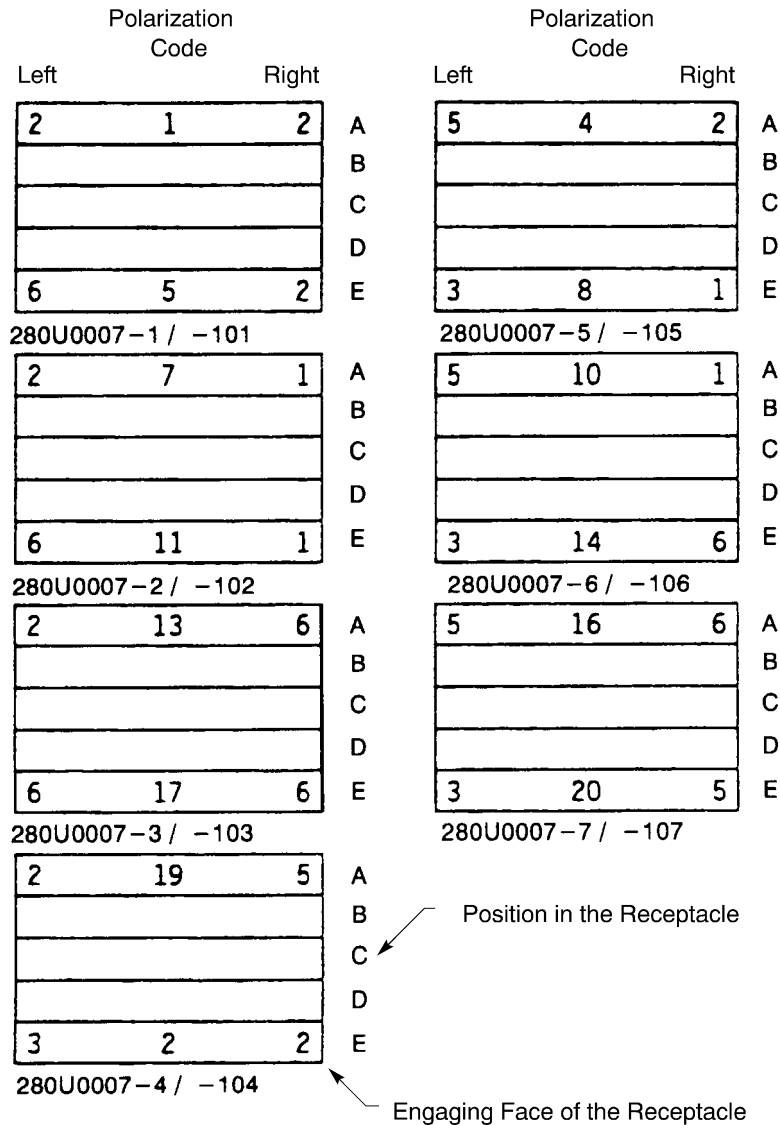 Polarization
Code
Left Right
2 1 2 A
B
C
D
6 5 2 E
280U0007-1 / -101
2 7 1 A
B
C
D
6 11 1 E
280U0007-2 / -102
2 13 6 A
B
C
D
6 17 6 E
280U0007-3 / -103
2 19 5 A
B
C
D
3 2 2 E
280U0007-4 / -104
Polarization
Code
Left Right
5 4 2 A
B
C
D
3 8 1 E
280U0007-5 / -105
5 10 1 A
B
C
D
3 14 6 E
280U0007-6 / -106
5 16 6 A
B
C
D
3 20 5 E
280U0007-7 / -107
Position in the Receptacle
Engaging Face of the Receptacle